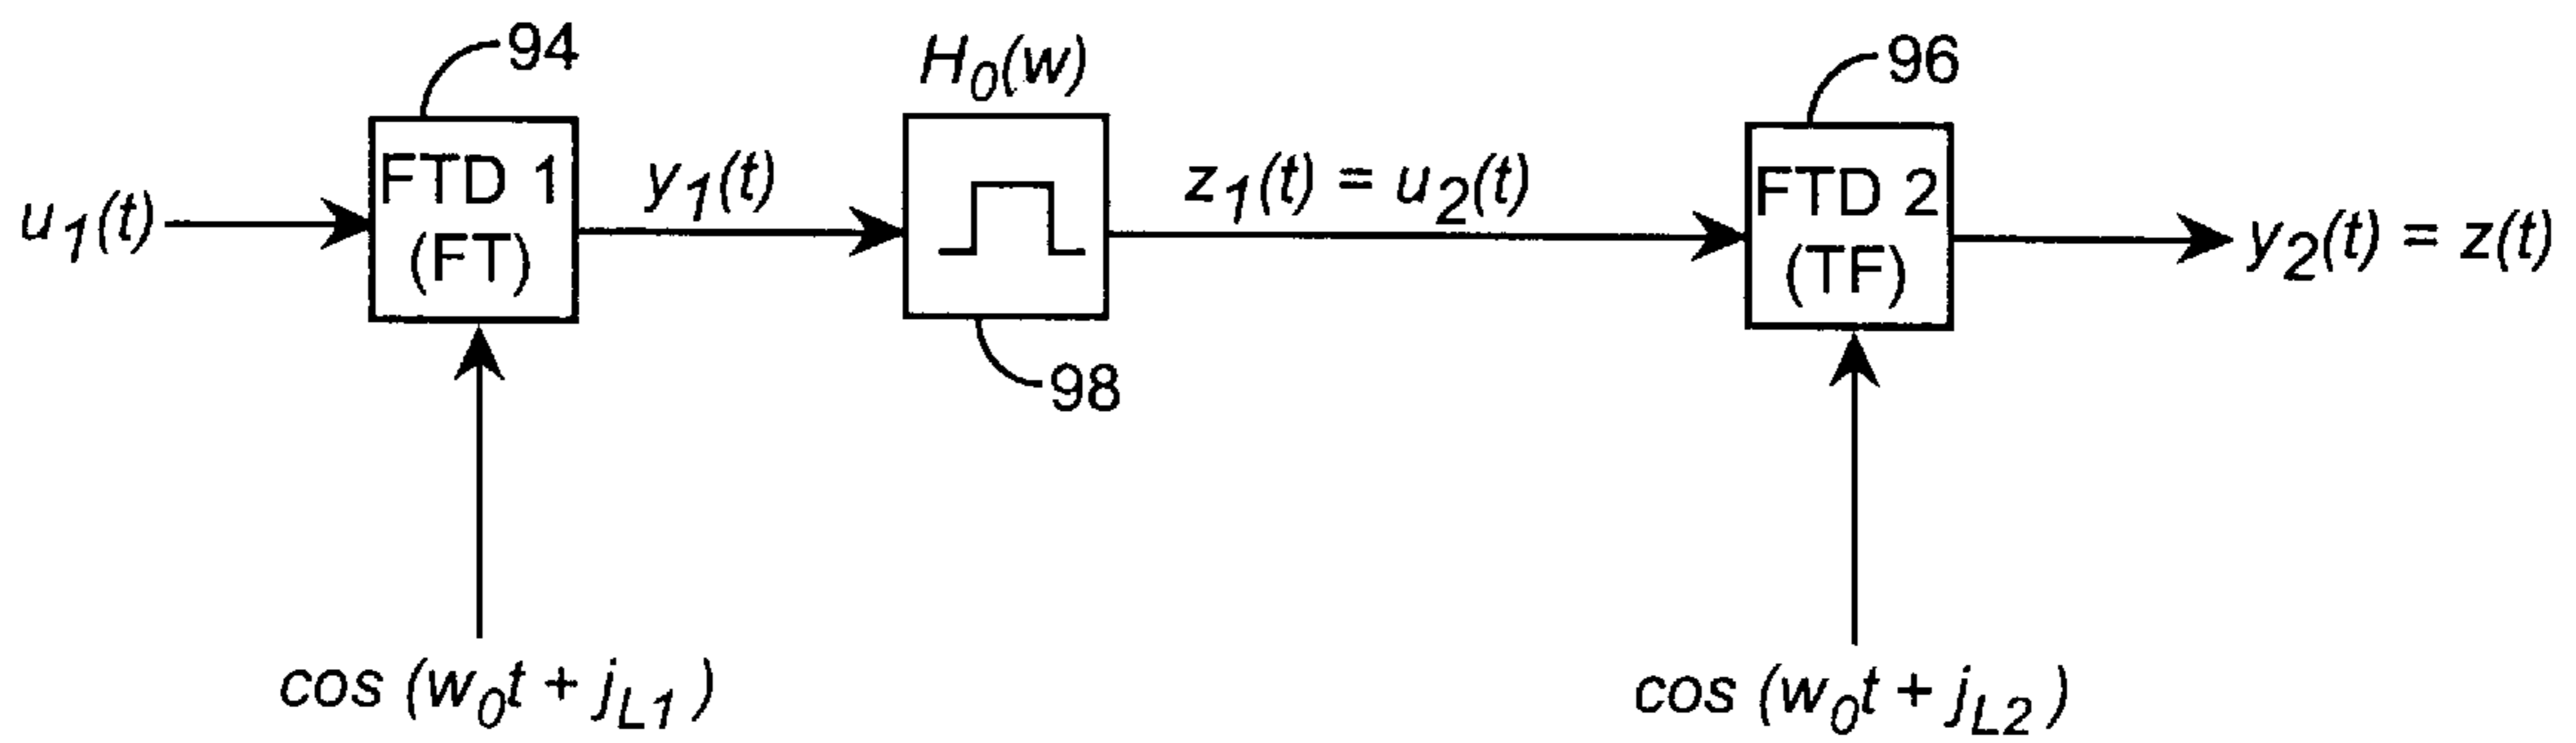 94
H0(w)
96
FTD 1
(FT)
y1(t)
z1(t) = u2(t)
FTD 2
(TF)
u1(t)
y2(t) = z(t)
98
cos (w0t + jL1 )
cos (w0t + jL2 )